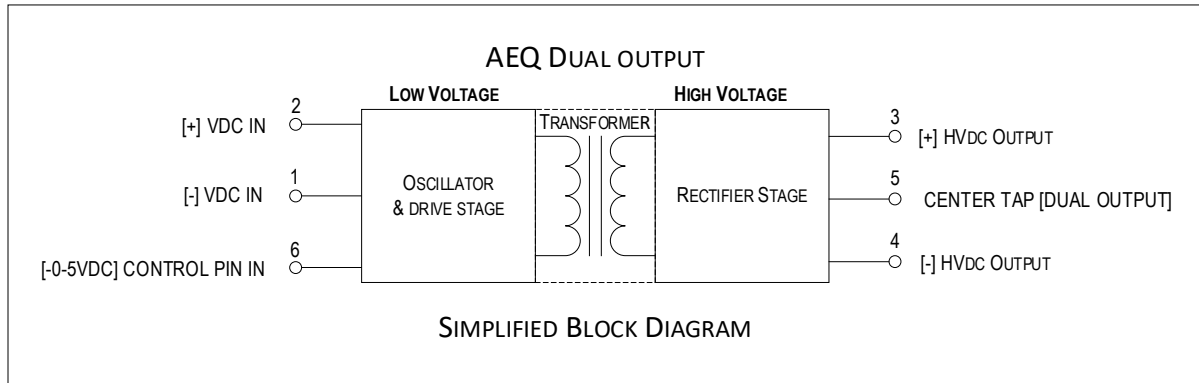 AEQ DUAL OUTPUT
LOW VOLTAGE
HIGH VOLTAGE
TRANSFORMER
2
[+] VDC IN
1
[-] VDC IN
6
[-0-5VDC] CONTROL PIN IN
OSCILLATOR
& DRIVE STAGE
RECTIFIER STAGE
3
[+] HVDC OUTPUT
5
CENTER TAP [DUAL OUTPUT]
4
[-] HVDC OUTPUT
SIMPLIFIED BLOCK DIAGRAM